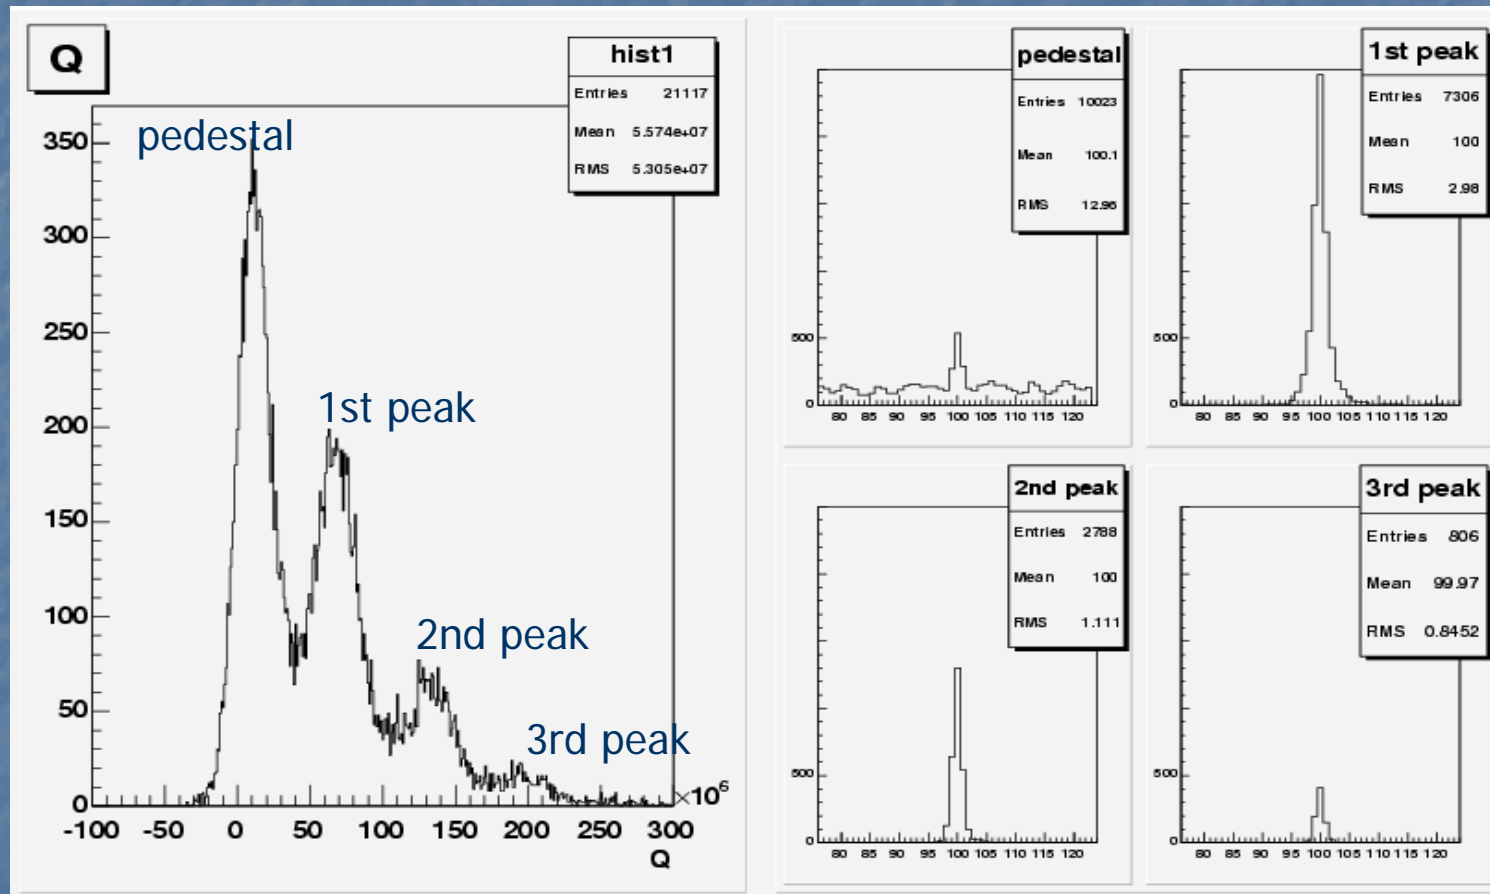 Q
hist1
Entries 21117
Mean 5.574e+07
RMS 5.305e+07
pedestal
1st peak
2nd peak
3rd peak
350
300
250
200
150
100
50
0
-100 -50 0 50 100 150 200 250 300
×10^6
Q
pedestal
Entries 10023
Mean 100.1
RMS 12.96
500
0
80 85 90 95 100 105 110 115 120
1st peak
Entries 7306
Mean 100
RMS 2.98
500
0
80 85 90 95 100 105 110 115 120
2nd peak
Entries 2788
Mean 100
RMS 1.111
500
0
80 85 90 95 100 105 110 115 120
3rd peak
Entries 806
Mean 99.97
RMS 0.8452
500
0
80 85 90 95 100 105 110 115 120